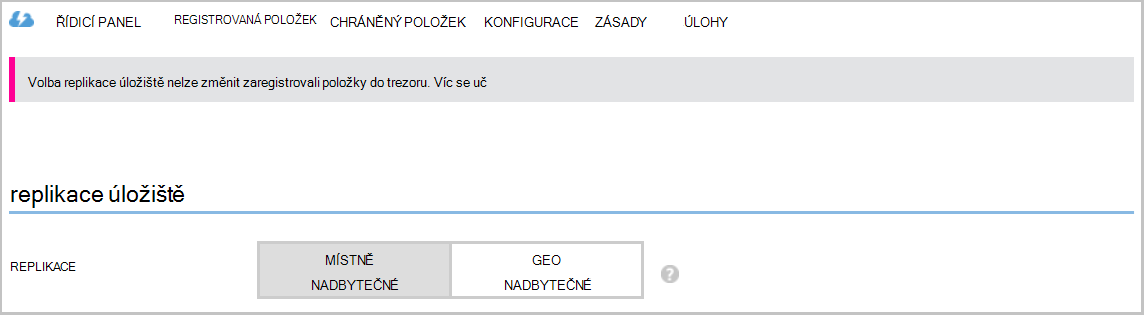 ŘÍDICÍ PANEL REGISTROVANÁ POLOŽEK CHRÁNĚNÝ POLOŽEK KONFIGURACE ZÁSADY ÚLOHY
Volba replikace úložiště nelze změnit zaregistrovali položky do trezoru. Víc se uč
replikace úložiště
REPLIKACE
MÍSTNĚ
NADBYTEČNÉ
GEO
NADBYTEČNÉ
?